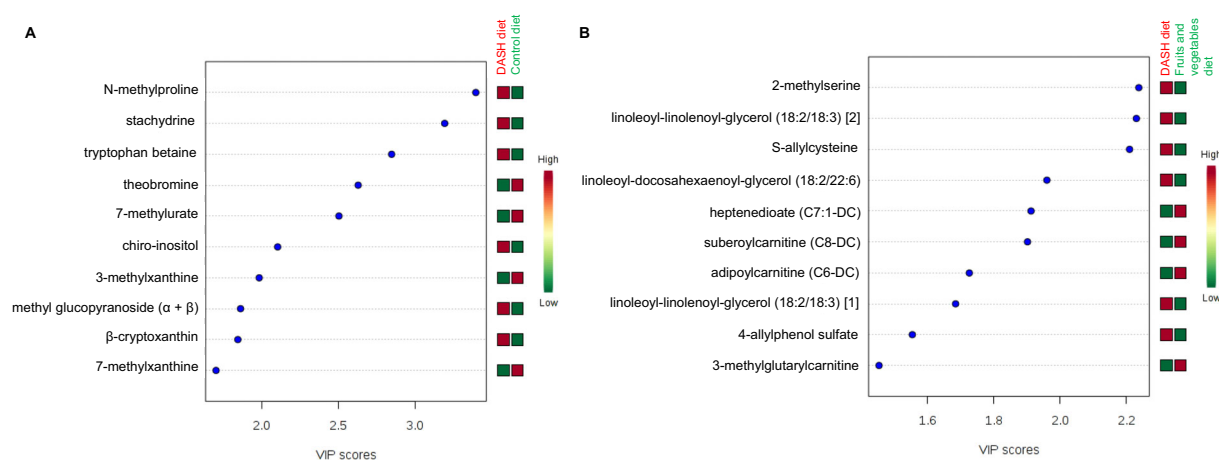 A
DASH diet
Control diet
N-methylproline
stachydrine
tryptophan betaine
theobromine
7-methylurate
chiro-inositol
3-methylxanthine
methyl glucopyranoside (α + β)
β-cryptoxanthin
7-methylxanthine
High
Low
2.0
2.5
3.0
VIP scores
B
DASH diet
Fruits and
vegetables
diet
2-methylserine
linoleoyl-linolenoyl-glycerol (18:2/18:3) [2]
S-allylcysteine
linoleoyl-docosahexaenoyl-glycerol (18:2/22:6)
heptenedioate (C7:1-DC)
suberoylcarnitine (C8-DC)
adipoylcarnitine (C6-DC)
linoleoyl-linolenoyl-glycerol (18:2/18:3) [1]
4-allylphenol sulfate
3-methylglutarylcarnitine
High
Low
1.6
1.8
2.0
2.2
VIP scores